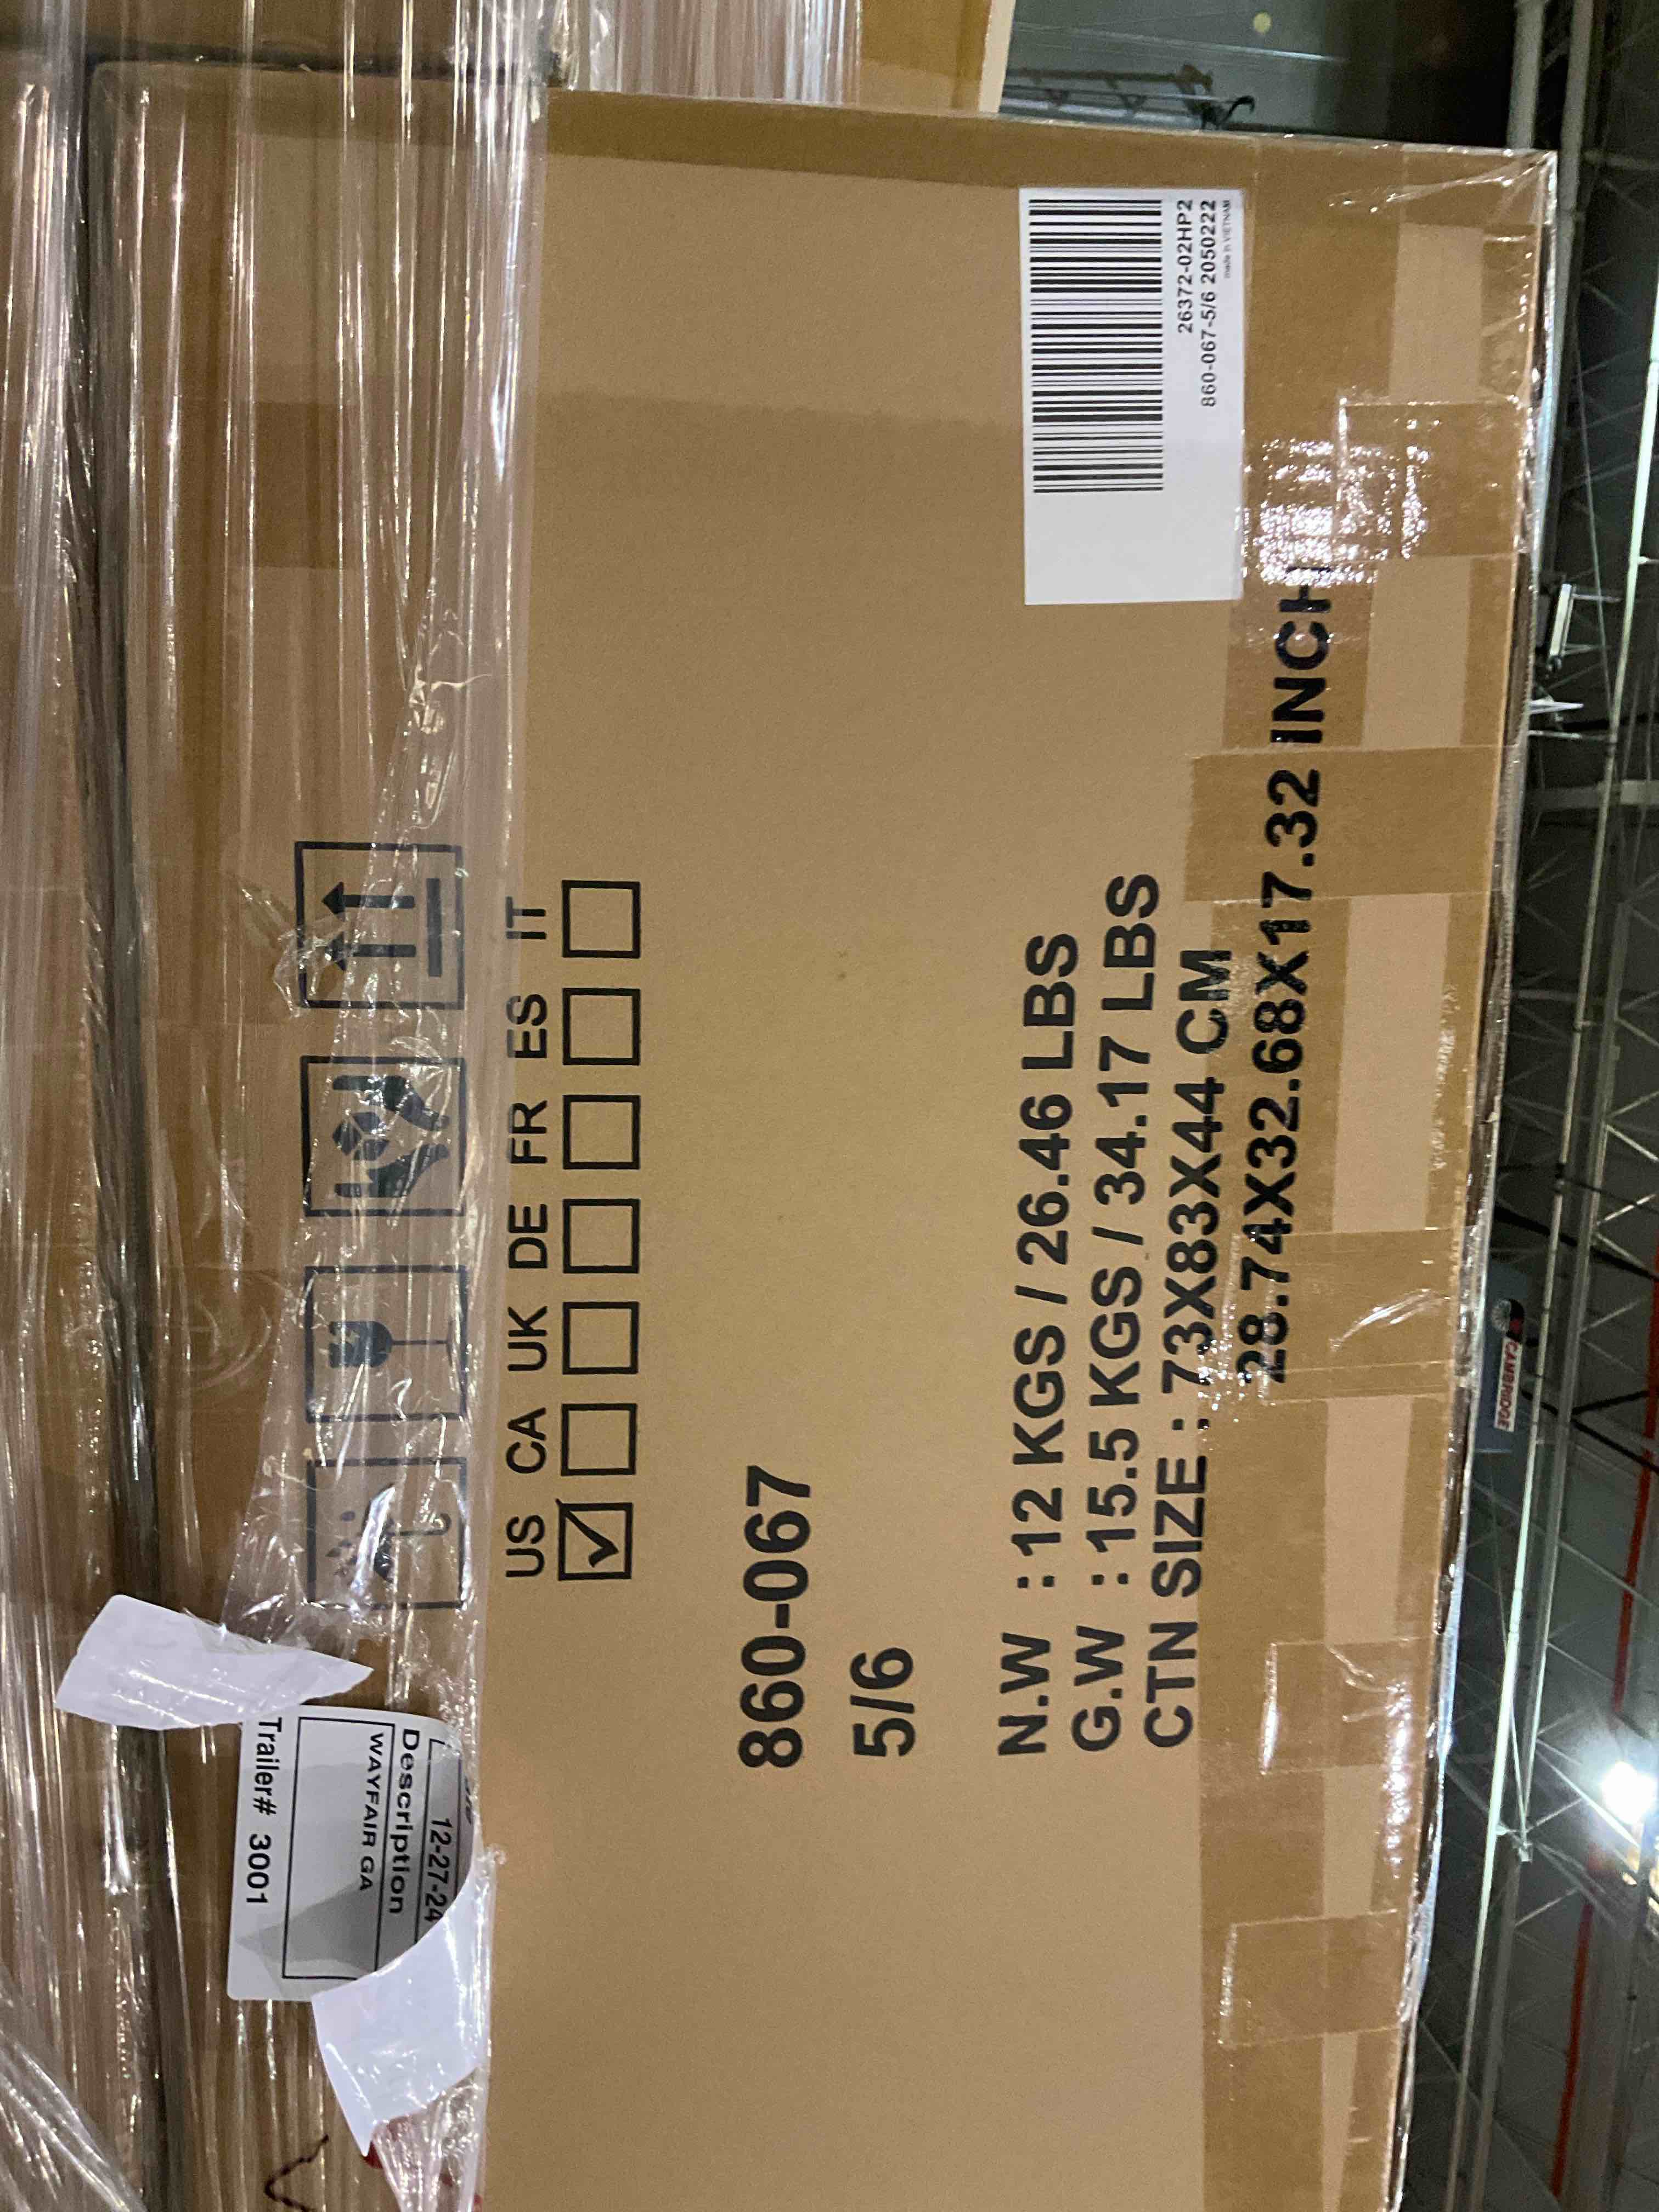 US CA UK DE FR ES IT
860-067
5/6
N.W : 12 KGS / 26.46 LBS
G.W : 15.5 KGS / 34.17 LBS
CTN SIZE : 73X83X44 CM
28.74X32.68X17.32 INCH
26372-02HP2
860-067-5/6 2050222
made in VIETNAM
12-27-24
Description
WAYFAIR GA
Trailer# 3001
CAMBRIDGE